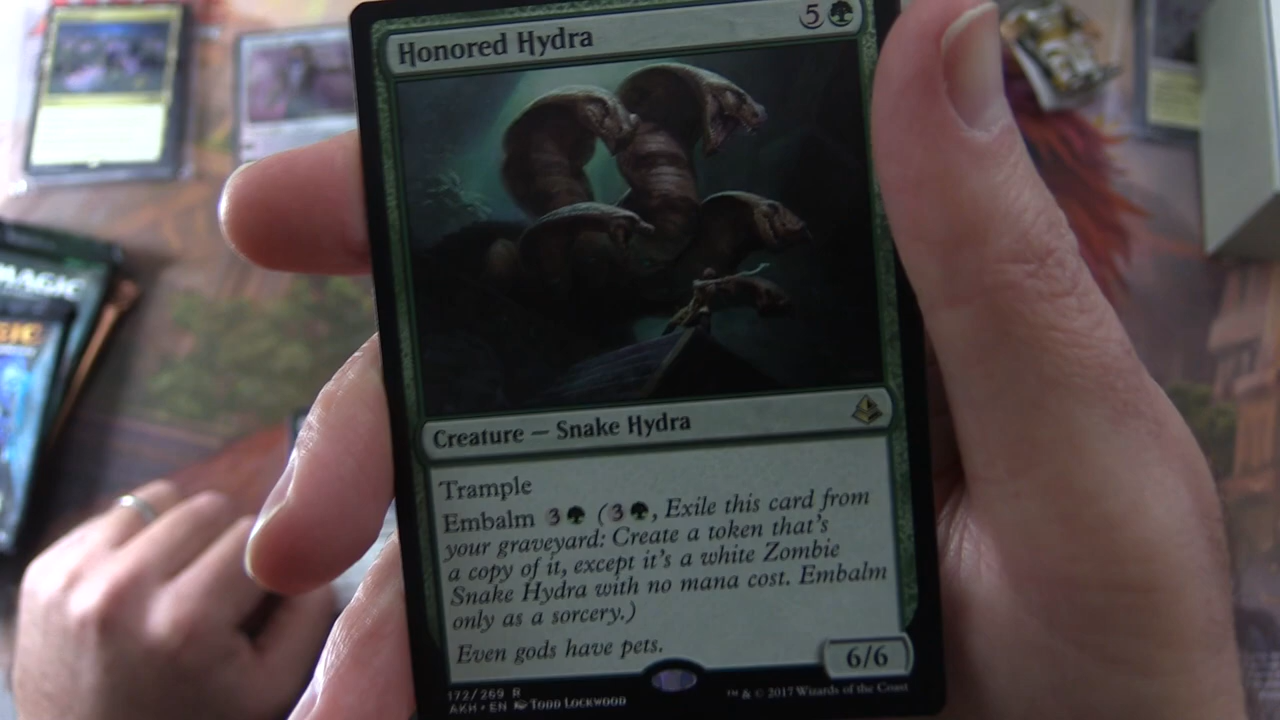 Honored Hydra 5
Creature — Snake Hydra
Trample
Embalm 3 (3, Exile this card from
your graveyard: Create a token that's
a copy of it, except it's a white Zombie
Snake Hydra with no mana cost. Embalm
only as a sorcery.)
Even gods have pets.
6/6
172/269 R
AKH • EN Todd Lockwood
™ & © 2017 Wizards of the Coast
MAGIC